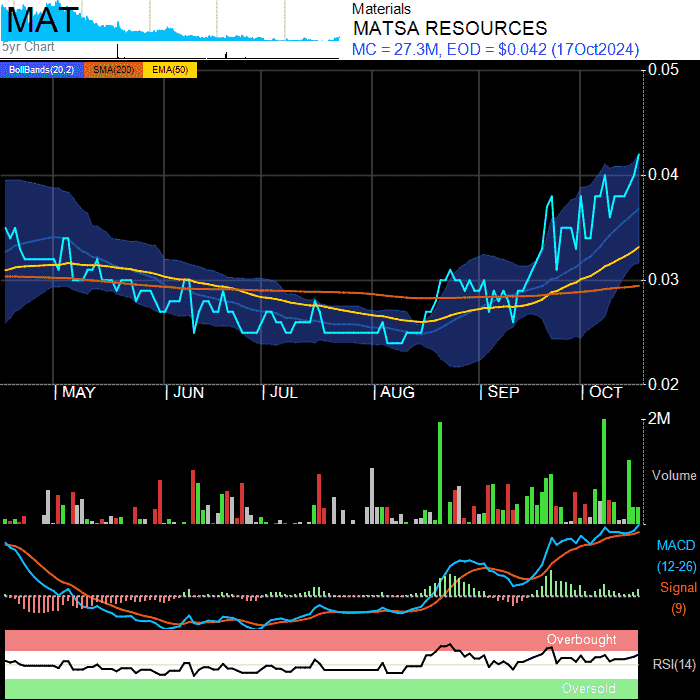 MAT
5yr Chart
Materials
MATSA RESOURCES
MC = 27.3M, EOD = $0.042 (17Oct2024)
BollBands(20,2) SMA(200) EMA(50)
0.05
0.04
0.03
0.02
MAY JUN JUL AUG SEP OCT
2M
Volume
MACD
(12-26)
Signal
(9)
Overbought
RSI(14)
Oversold